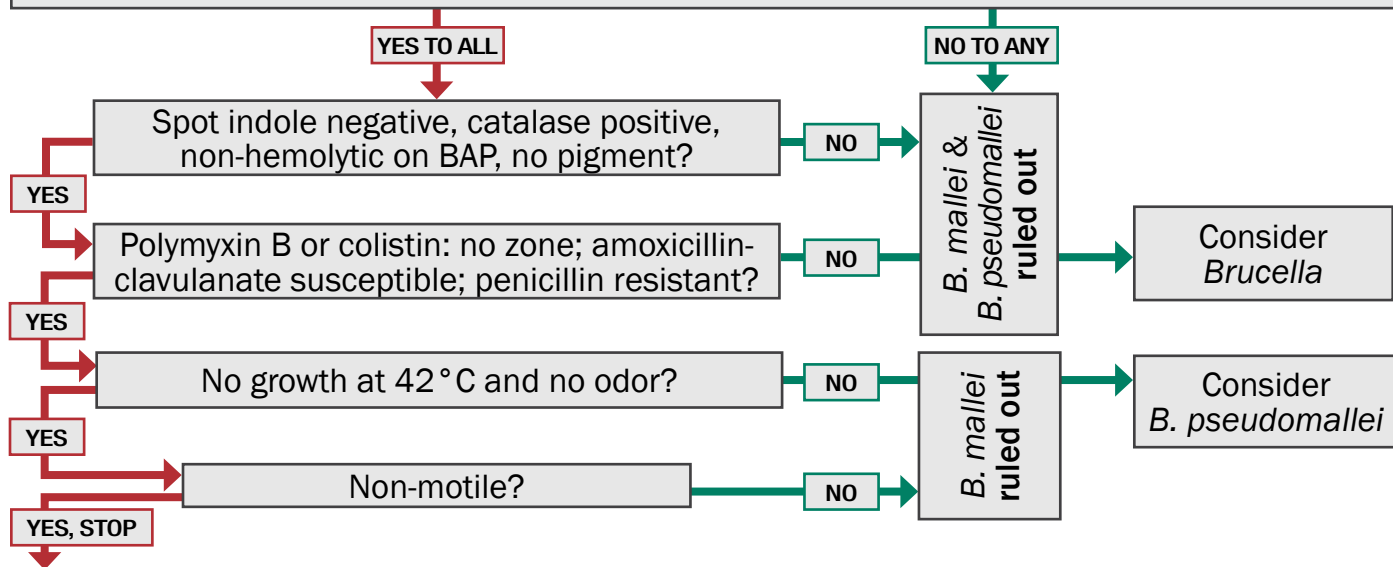 YES TO ALL
NO TO ANY
Spot indole negative, catalase positive,
non-hemolytic on BAP, no pigment?
NO
B. mallei &
B. pseudomallei
ruled out
YES
Polymyxin B or colistin: no zone; amoxicillin-
clavulanate susceptible; penicillin resistant?
NO
Consider
Brucella
YES
No growth at 42°C and no odor?
NO
B. mallei
ruled out
Consider
B. pseudomallei
YES
Non-motile?
NO
YES, STOP